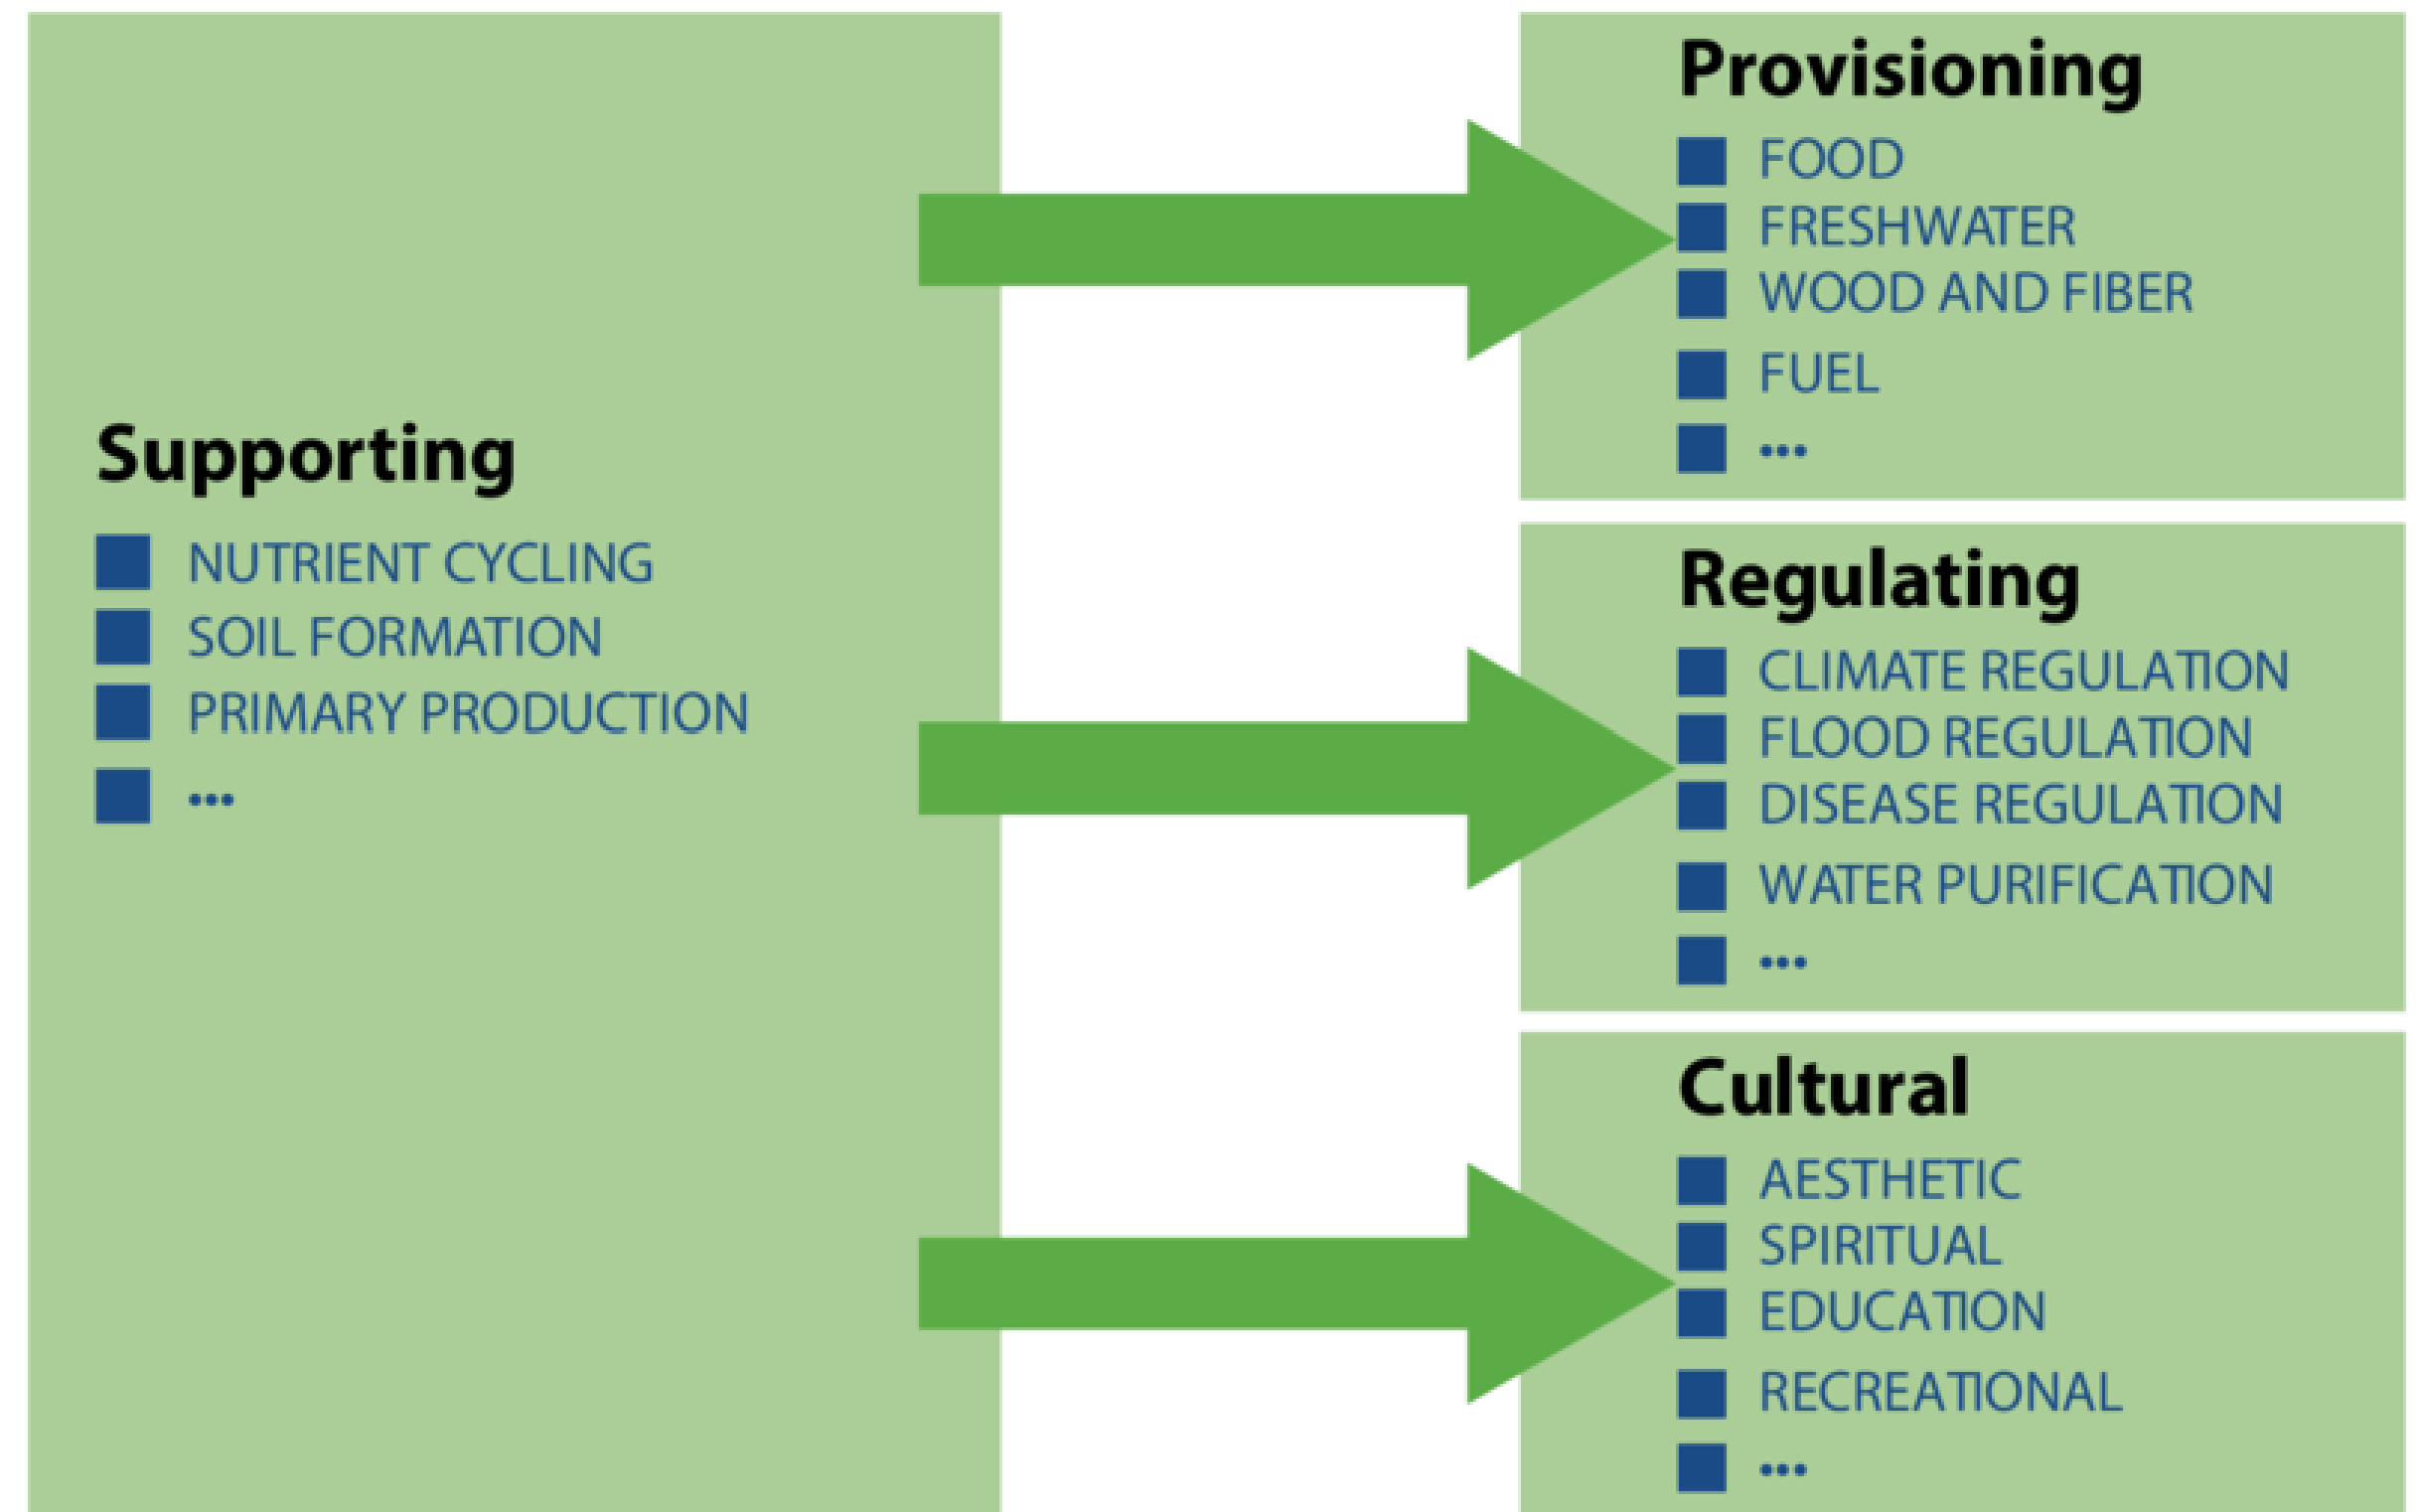 Supporting
NUTRIENT CYCLING
SOIL FORMATION
PRIMARY PRODUCTION
...
Provisioning
FOOD
FRESHWATER
WOOD AND FIBER
FUEL
...
Regulating
CLIMATE REGULATION
FLOOD REGULATION
DISEASE REGULATION
WATER PURIFICATION
...
Cultural
AESTHETIC
SPIRITUAL
EDUCATION
RECREATIONAL
...